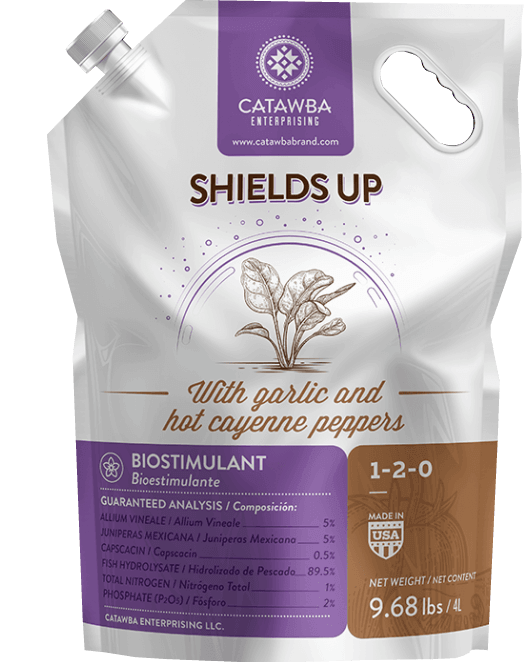 CATAWBA
ENTERPRISING
www.catawbabrand.com
SHIELDS UP
With garlic and
hot cayenne peppers
BIOSTIMULANT
Bioestimulante
GUARANTEED ANALYSIS / Composición:
ALLIUM VINEALE / Allium Vineale 5%
JUNIPERAS MEXICANA / Juniperas Mexicana 5%
CAPSCACIN / Capscacin 0.5%
FISH HYDROLYSATE / Hidrolizado de Pescado 89.5%
TOTAL NITROGEN / Nitrógeno Total 1%
PHOSPHATE (P2O5) / Fósforo 2%
CATAWBA ENTERPRISING LLC.
1-2-0
MADE IN
USA
NET WEIGHT / NET CONTENT
9.68 lbs / 4L